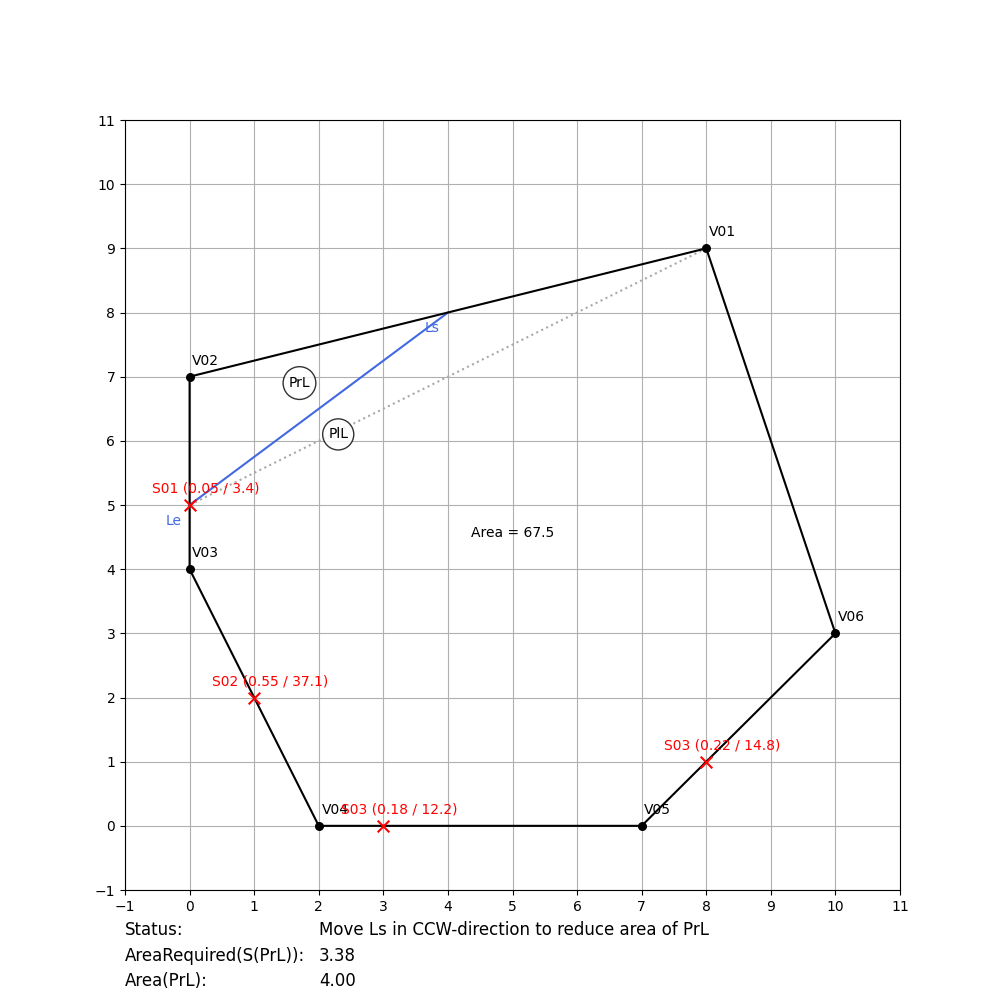 11
10
9
8
7
6
5
4
3
2
1
0
−1
−1 0 1 2 3 4 5 6 7 8 9 10 11
V01
Ls
V02
PrL
PlL
S01 (0.05 / 3.4)
Le
Area = 67.5
V03
V06
S02 (0.55 / 37.1)
S03 (0.22 / 14.8)
V04
S03 (0.18 / 12.2)
V05
Status: Move Ls in CCW-direction to reduce area of PrL
AreaRequired(S(PrL)): 3.38
Area(PrL): 4.00